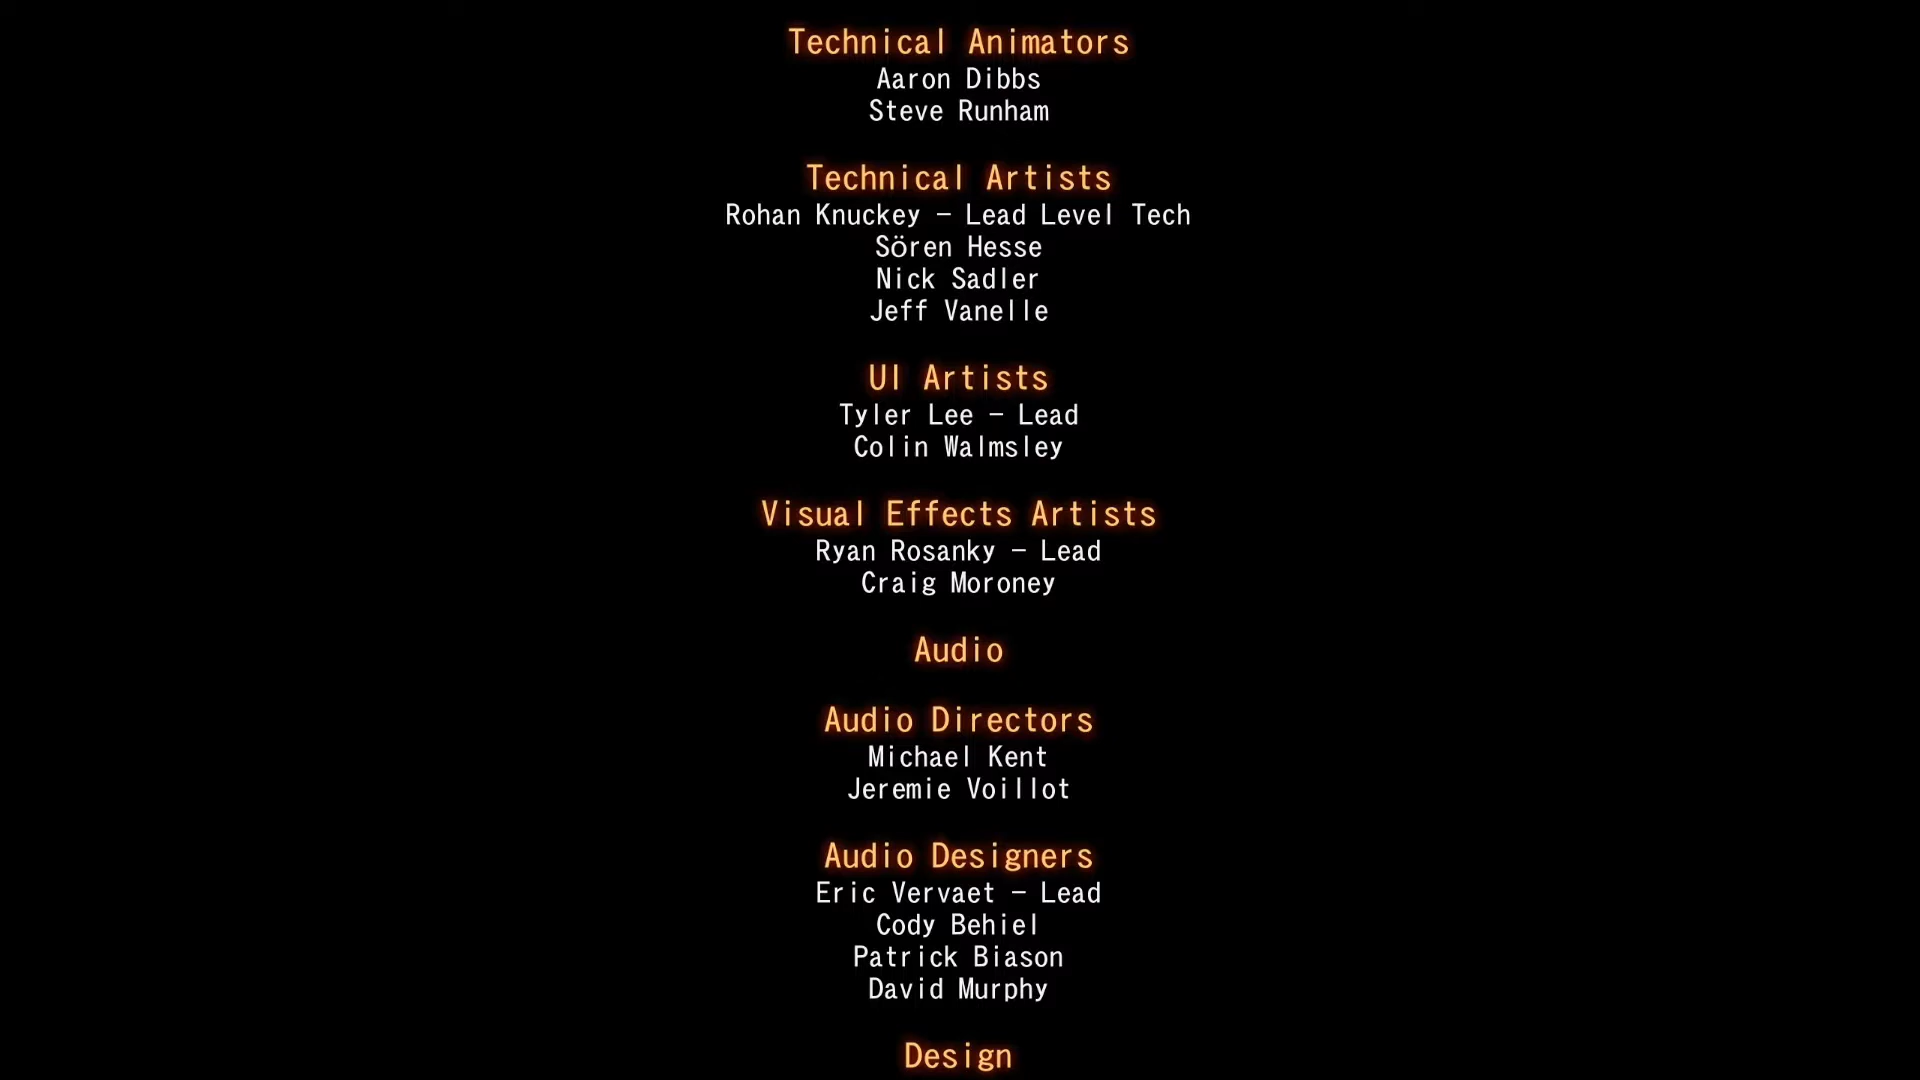 Technical Animators
Aaron Dibbs
Steve Runham
Technical Artists
Rohan Knuckey – Lead Level Tech
Sören Hesse
Nick Sadler
Jeff Vanelle
UI Artists
Tyler Lee – Lead
Colin Walmsley
Visual Effects Artists
Ryan Rosanky – Lead
Craig Moroney
Audio
Audio Directors
Michael Kent
Jeremie Voillot
Audio Designers
Eric Vervaet – Lead
Cody Behiel
Patrick Biason
David Murphy
Design